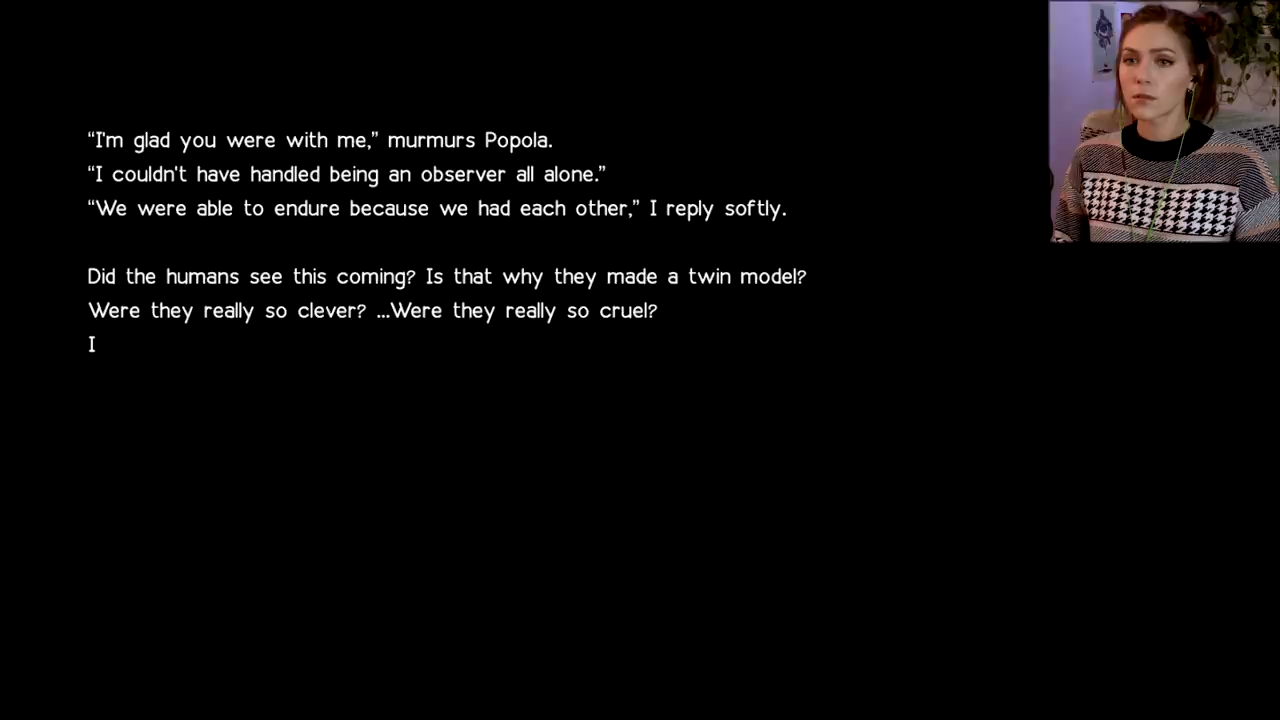 “I'm glad you were with me,” murmurs Popola.
“I couldn't have handled being an observer all alone.”
“We were able to endure because we had each other,” I reply softly.
Did the humans see this coming? Is that why they made a twin model?
Were they really so clever? ...Were they really so cruel?
I